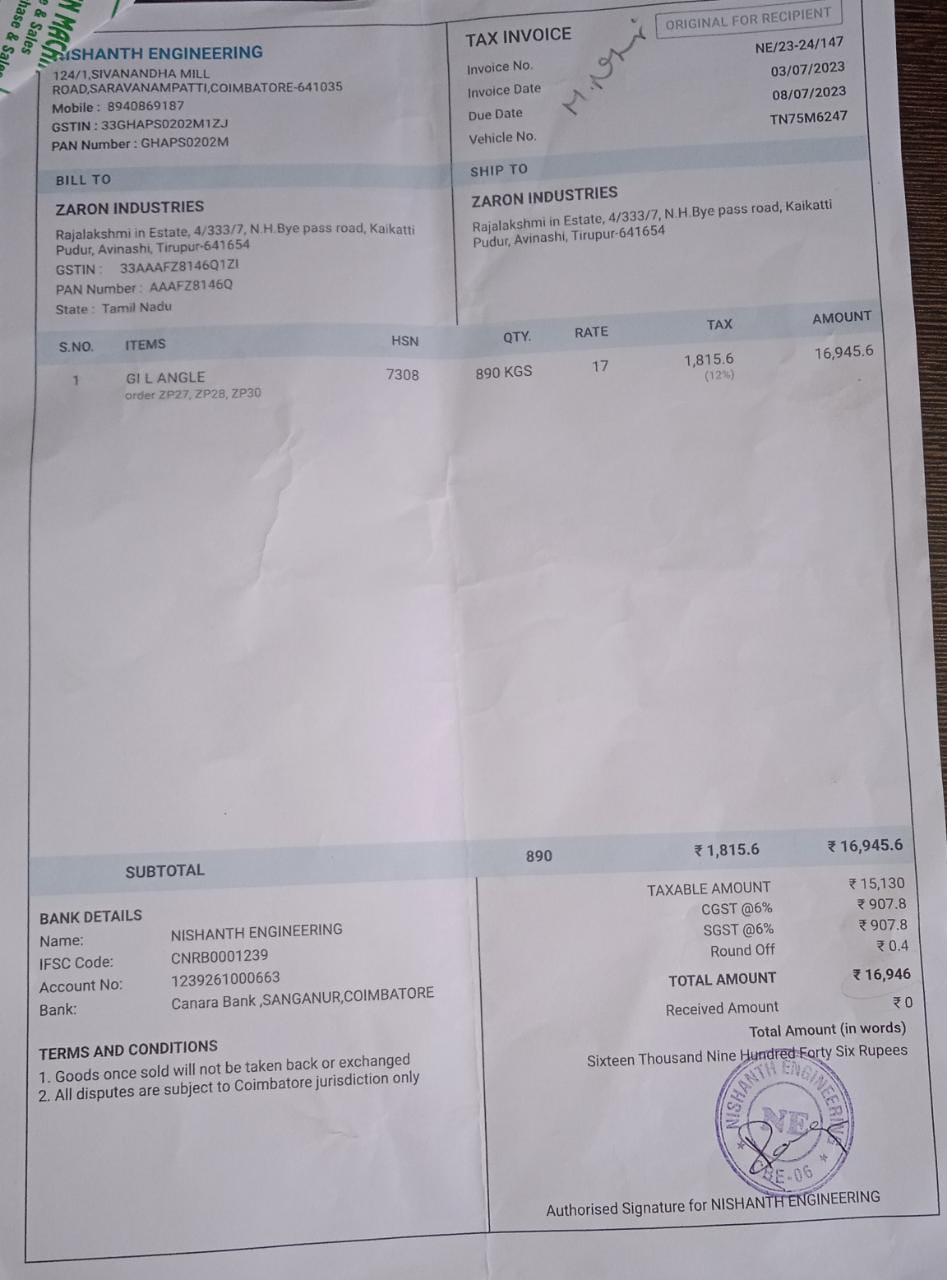 N MACHI
e & Sales
hase & Sales
NISHANTH ENGINEERING
124/1,SIVANANDHA MILL
ROAD,SARAVANAMPATTI,COIMBATORE-641035
Mobile : 8940869187
GSTIN : 33GHAPS0202M1ZJ
PAN Number : GHAPS0202M
TAX INVOICE
ORIGINAL FOR RECIPIENT
Invoice No. NE/23-24/147
Invoice Date 03/07/2023
Due Date 08/07/2023
Vehicle No. TN75M6247
BILL TO
ZARON INDUSTRIES
Rajalakshmi in Estate, 4/333/7, N.H.Bye pass road, Kaikatti
Pudur, Avinashi, Tirupur-641654
GSTIN : 33AAAFZ8146Q1ZI
PAN Number : AAAFZ8146Q
State : Tamil Nadu
SHIP TO
ZARON INDUSTRIES
Rajalakshmi in Estate, 4/333/7, N.H.Bye pass road, Kaikatti
Pudur, Avinashi, Tirupur-641654
S.NO. ITEMS HSN QTY. RATE TAX AMOUNT
1 GI L ANGLE 7308 890 KGS 17 1,815.6 16,945.6
order ZP27, ZP28, ZP30 (12%)
SUBTOTAL 890 ₹ 1,815.6 ₹ 16,945.6
BANK DETAILS
Name: NISHANTH ENGINEERING
IFSC Code: CNRB0001239
Account No: 1239261000663
Bank: Canara Bank ,SANGANUR,COIMBATORE
TERMS AND CONDITIONS
1. Goods once sold will not be taken back or exchanged
2. All disputes are subject to Coimbatore jurisdiction only
TAXABLE AMOUNT ₹ 15,130
CGST @6% ₹ 907.8
SGST @6% ₹ 907.8
Round Off ₹ 0.4
TOTAL AMOUNT ₹ 16,946
Received Amount ₹ 0
Total Amount (in words)
Sixteen Thousand Nine Hundred Forty Six Rupees
NISHANTH ENGINEERING
NE
CBE-06
Authorised Signature for NISHANTH ENGINEERING